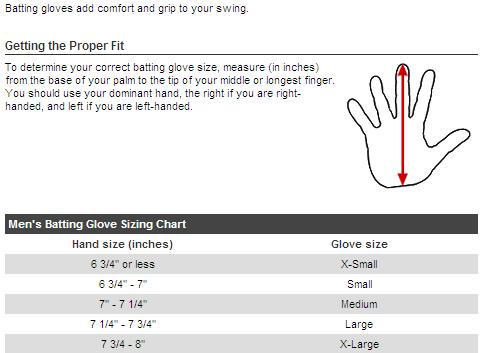 Batting gloves add comfort and grip to your swing.
Getting the Proper Fit
To determine your correct batting glove size, measure (in inches)
from the base of your palm to the tip of your middle or longest finger.
You should use your dominant hand, the right if you are right-
handed, and left if you are left-handed.
Men's Batting Glove Sizing Chart
Hand size (inches) Glove size
6 3/4" or less X-Small
6 3/4" - 7" Small
7" - 7 1/4" Medium
7 1/4" - 7 3/4" Large
7 3/4 - 8" X-Large